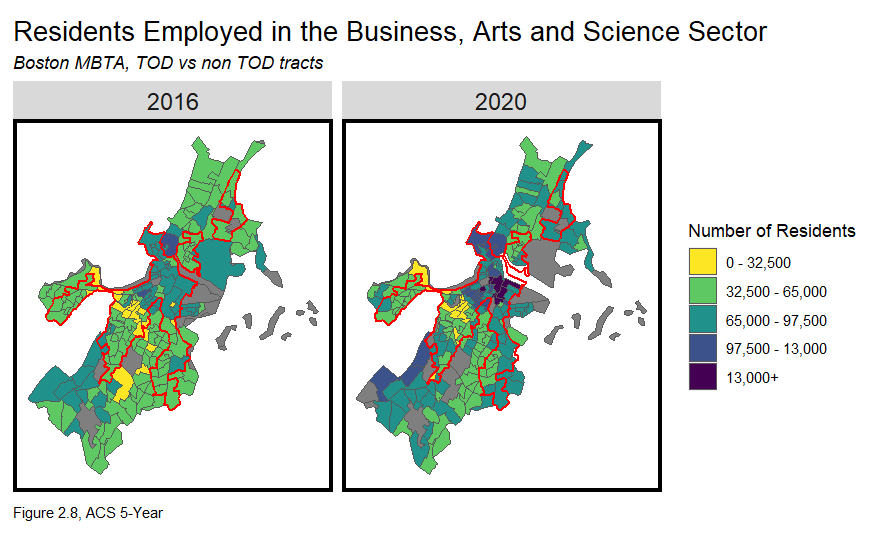 Residents Employed in the Business, Arts and Science Sector
Boston MBTA, TOD vs non TOD tracts
2016
2020
Number of Residents
0 - 32,500
32,500 - 65,000
65,000 - 97,500
97,500 - 13,000
13,000+
Figure 2.8, ACS 5-Year